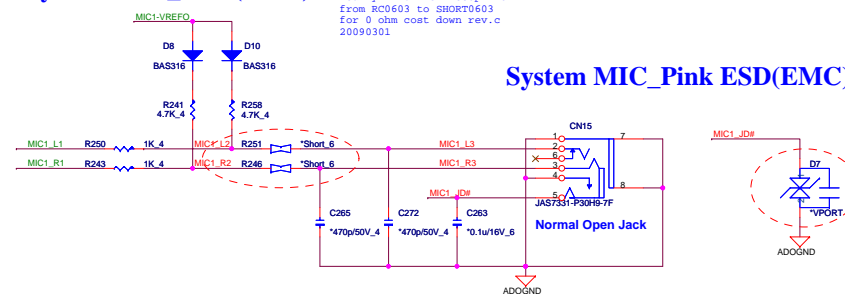 from RC0603 to SHORT0603
for 0 ohm cost down rev.c
20090301
MIC1-VREFO
D8
D10
BAS316
BAS316
System MIC_Pink ESD(EMC)
R241
4.7K_4
R258
4.7K_4
CN15
MIC1_L1
R250
1K_4
MIC1_L2
R251
*Short_6
MIC1_L3
1
2
6
3
4
5
7
8
MIC1_R1
R243
1K_4
MIC1_R2
R246
*Short_6
MIC1_R3
MIC1_JD#
JAS7331-P30H9-7F
Normal Open Jack
C265
*470p/50V_4
C272
*470p/50V_4
C263
*0.1u/16V_6
ADOGND
MIC1_JD#
D7
1
2
*VPORT
ADOGND